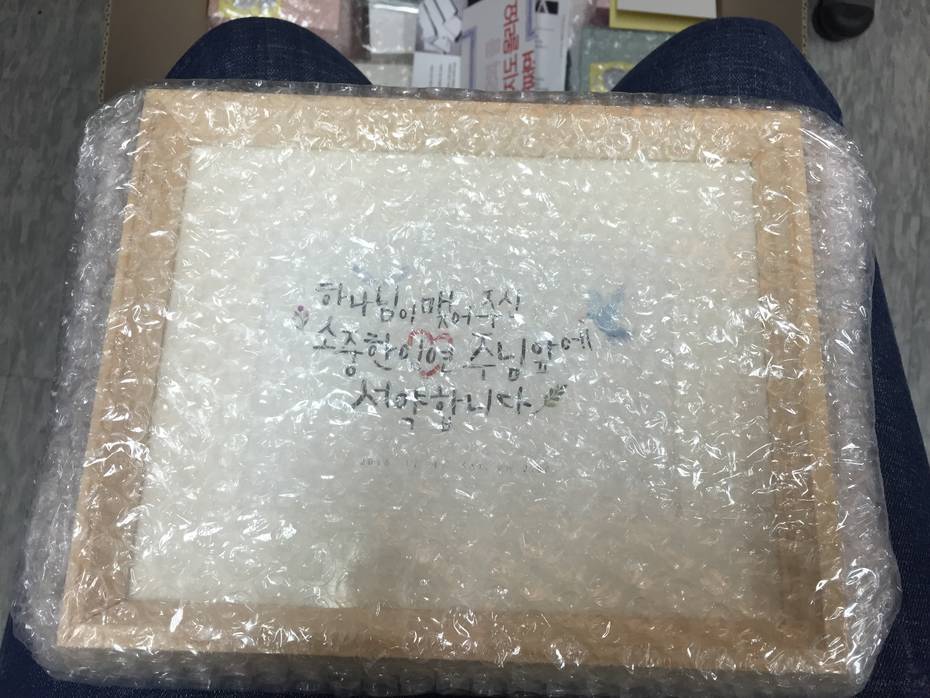 하나님이 맺어주신
소중한 인연 주님앞에
서약합니다